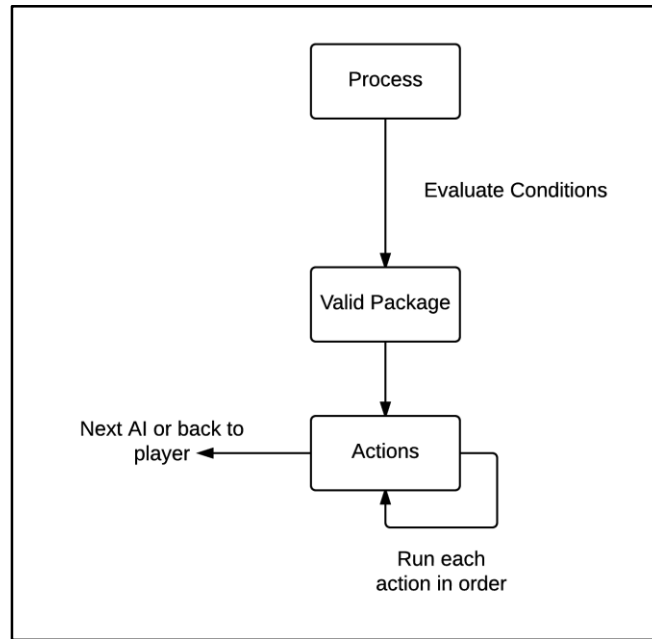 Process
Evaluate Conditions
Valid Package
Next AI or back to
player
Actions
Run each
action in order